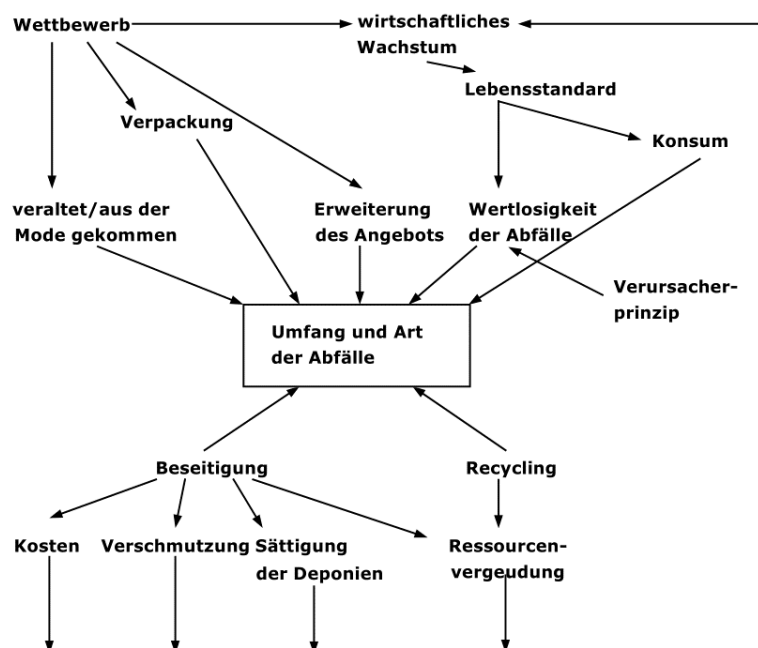 Wettbewerb
wirtschaftliches
Wachstum
Lebensstandard
Verpackung
Konsum
veraltet/aus der
Mode gekommen
Erweiterung
des Angebots
Wertlosigkeit
der Abfälle
Verursacher-
prinzip
Umfang und Art
der Abfälle
Beseitigung
Recycling
Kosten
Verschmutzung
Sättigung
der Deponien
Ressourcen-
vergeudung